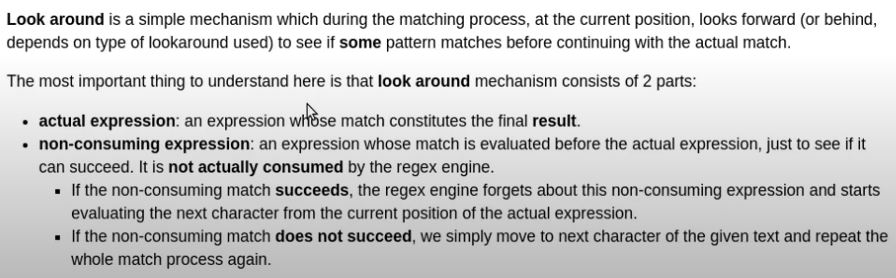 Look around is a simple mechanism which during the matching process, at the current position, looks forward (or behind,
depends on type of lookaround used) to see if some pattern matches before continuing with the actual match.
The most important thing to understand here is that look around mechanism consists of 2 parts:
• actual expression: an expression whose match constitutes the final result.
• non-consuming expression: an expression whose match is evaluated before the actual expression, just to see if it
can succeed. It is not actually consumed by the regex engine.
▪ If the non-consuming match succeeds, the regex engine forgets about this non-consuming expression and starts
evaluating the next character from the current position of the actual expression.
▪ If the non-consuming match does not succeed, we simply move to next character of the given text and repeat the
whole match process again.